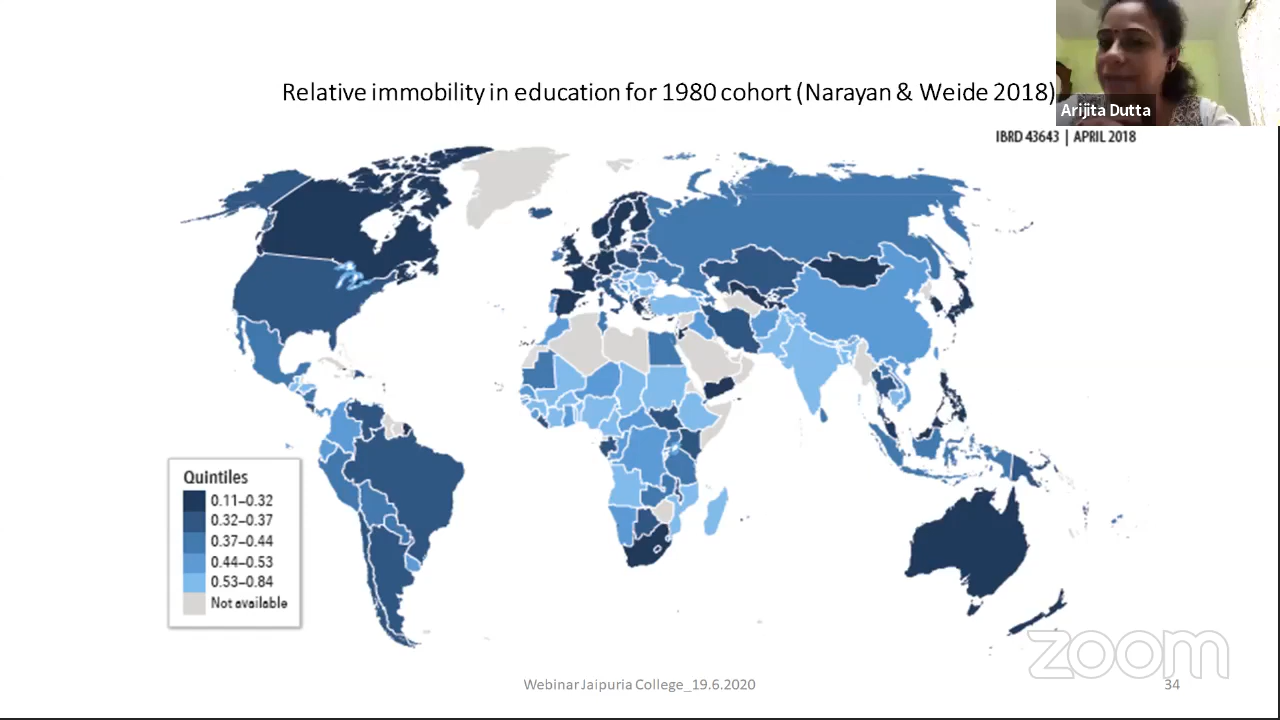 Relative immobility in education for 1980 cohort (Narayan & Weide 2018)
Arijita Dutta
IBRD 43643 | APRIL 2018
Quintiles
0.11–0.32
0.32–0.37
0.37–0.44
0.44–0.53
0.53–0.84
Not available
zoom
Webinar Jaipuria College_19.6.2020
34